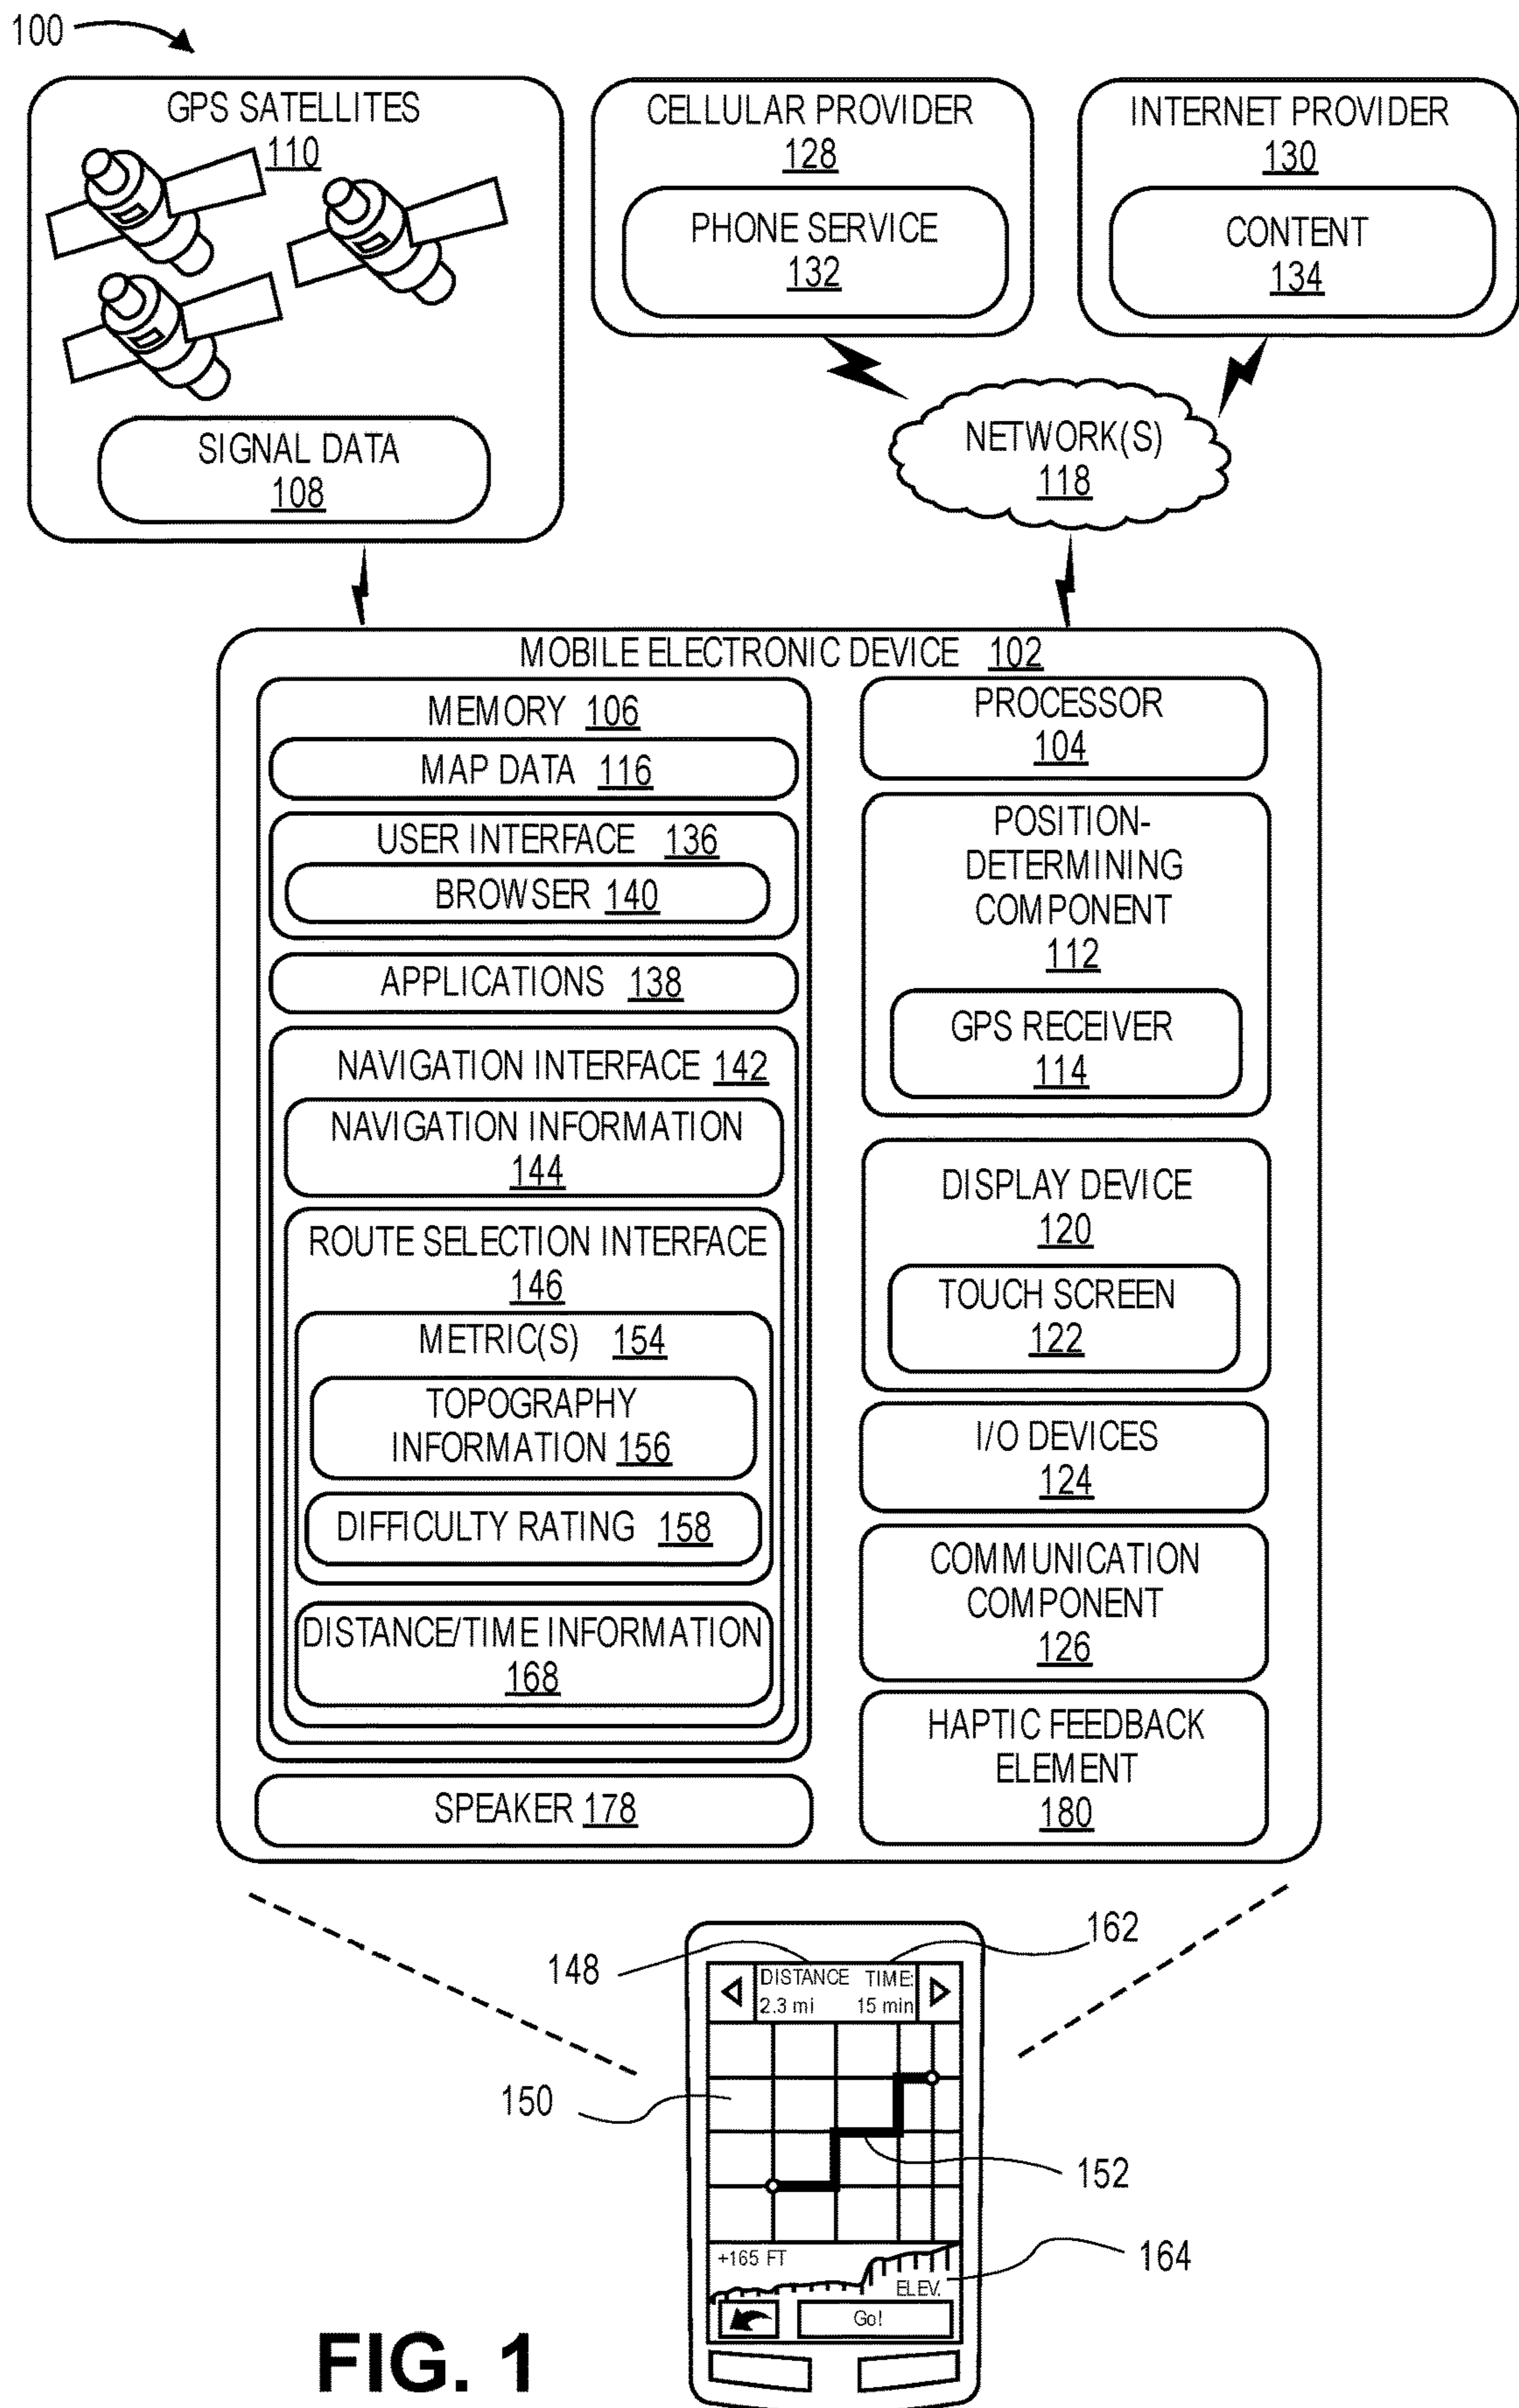 100
GPS SATELLITES
110
SIGNAL DATA
108
CELLULAR PROVIDER
128
PHONE SERVICE
132
INTERNET PROVIDER
130
CONTENT
134
NETWORK(S)
118
MOBILE ELECTRONIC DEVICE 102
MEMORY 106
MAP DATA 116
USER INTERFACE 136
BROWSER 140
APPLICATIONS 138
NAVIGATION INTERFACE 142
NAVIGATION INFORMATION
144
ROUTE SELECTION INTERFACE
146
METRIC(S) 154
TOPOGRAPHY
INFORMATION 156
DIFFICULTY RATING 158
DISTANCE/TIME INFORMATION
168
SPEAKER 178
PROCESSOR
104
POSITION-
DETERMINING
COMPONENT
112
GPS RECEIVER
114
DISPLAY DEVICE
120
TOUCH SCREEN
122
I/O DEVICES
124
COMMUNICATION
COMPONENT
126
HAPTIC FEEDBACK
ELEMENT
180
148
162
DISTANCE TIME:
2.3 mi 15 min
150
152
+165 FT
ELEV.
164
Go!
FIG. 1